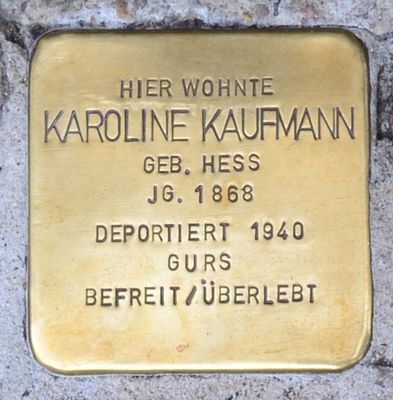 HIER WOHNTE
KAROLINE KAUFMANN
GEB. HESS
JG. 1868
DEPORTIERT 1940
GURS
BEFREIT/ÜBERLEBT